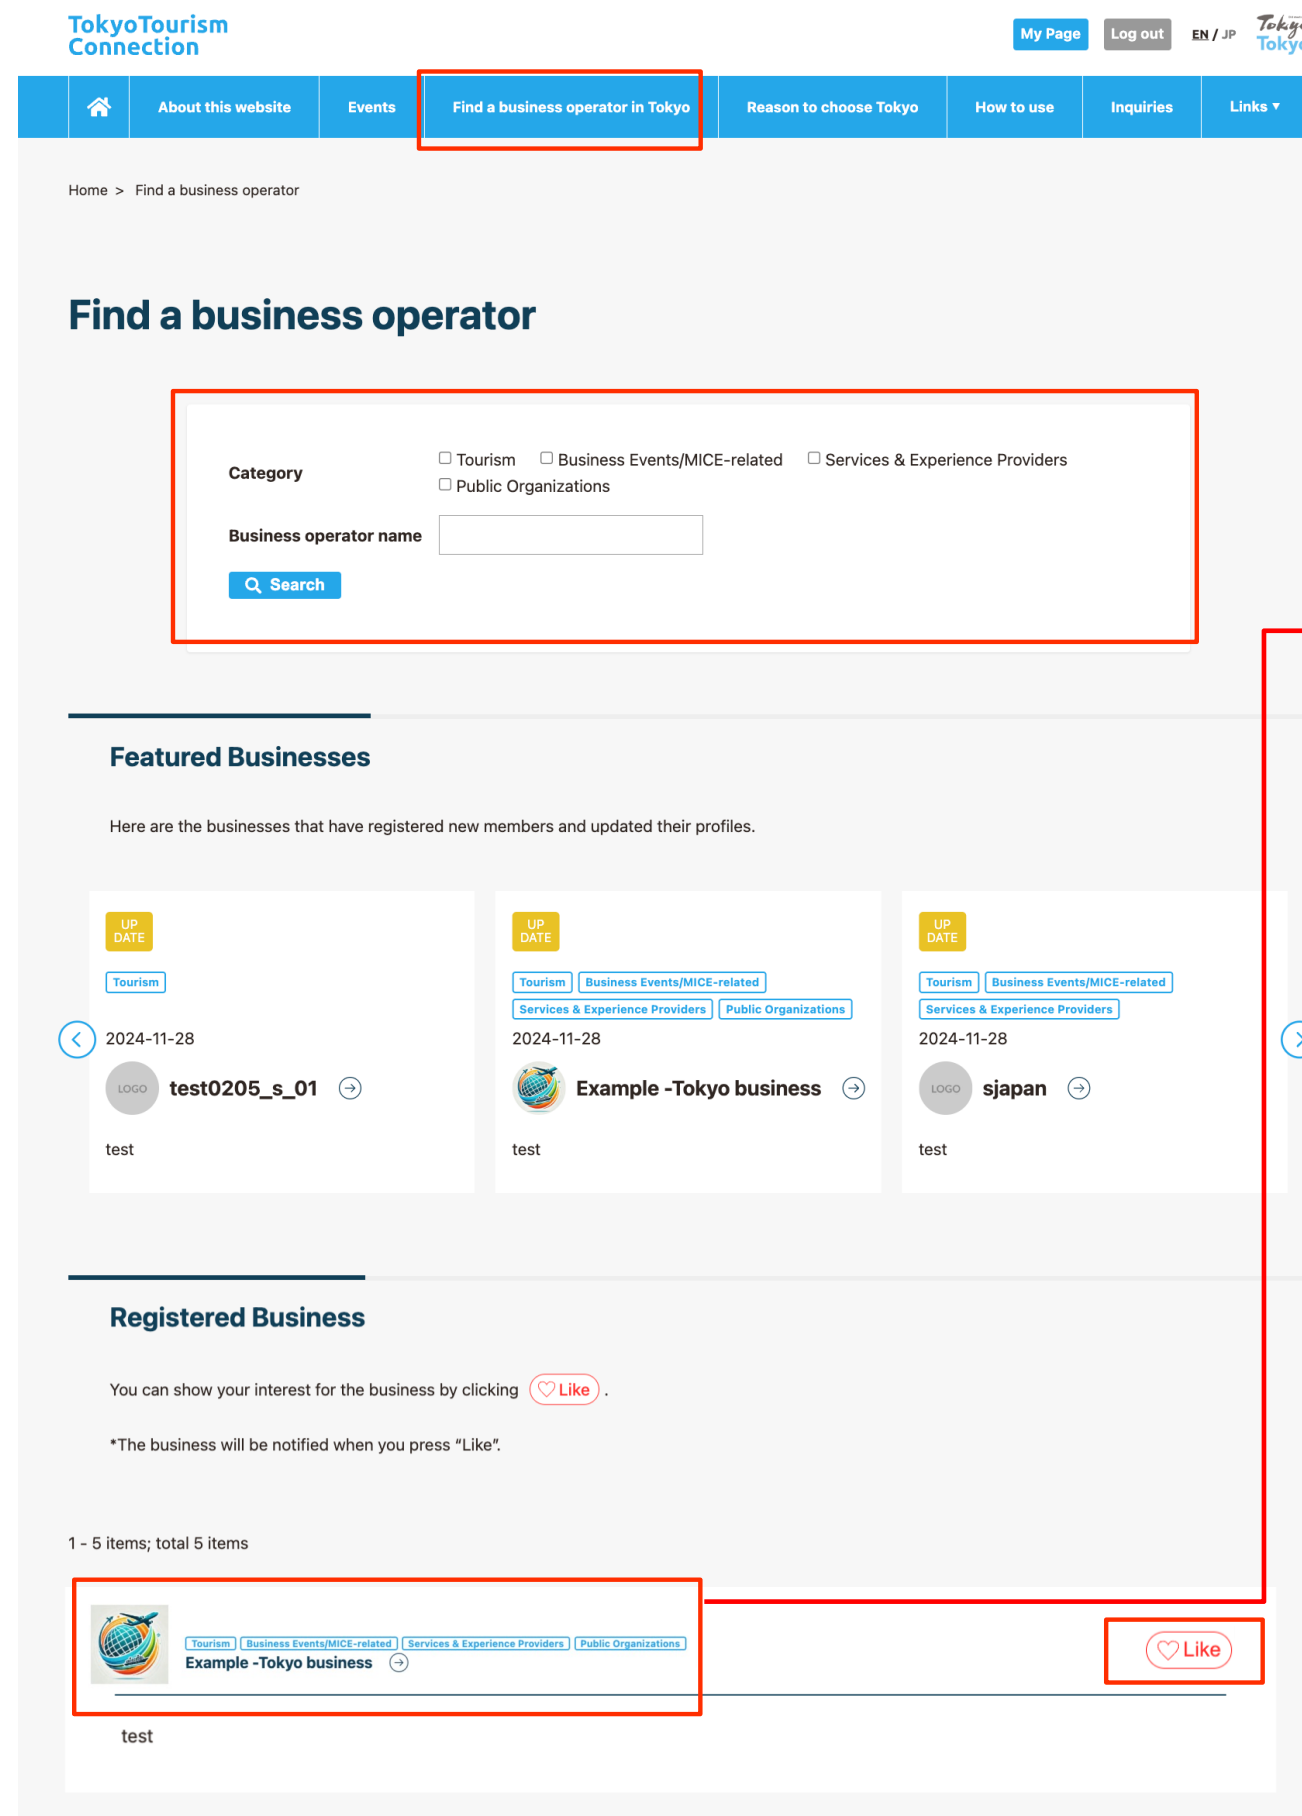 TokyoTourism
Connection
My Page
Log out
EN / JP
About this website
Events
Find a business operator in Tokyo
Reason to choose Tokyo
How to use
Inquiries
Links ▼
Home > Find a business operator
Find a business operator
Category
Tourism
Business Events/MICE-related
Services & Experience Providers
Public Organizations
Business operator name
Search
Featured Businesses
Here are the businesses that have registered new members and updated their profiles.
UP
DATE
Tourism
2024-11-28
LOGO
test0205_s_01
test
UP
DATE
Tourism Business Events/MICE-related
Services & Experience Providers Public Organizations
2024-11-28
Example -Tokyo business
test
UP
DATE
Tourism Business Events/MICE-related
Services & Experience Providers
2024-11-28
LOGO
sjapan
test
Registered Business
You can show your interest for the business by clicking Like .
*The business will be notified when you press “Like”.
1 - 5 items; total 5 items
Tourism Business Events/MICE-related Services & Experience Providers Public Organizations
Example -Tokyo business
Like
test